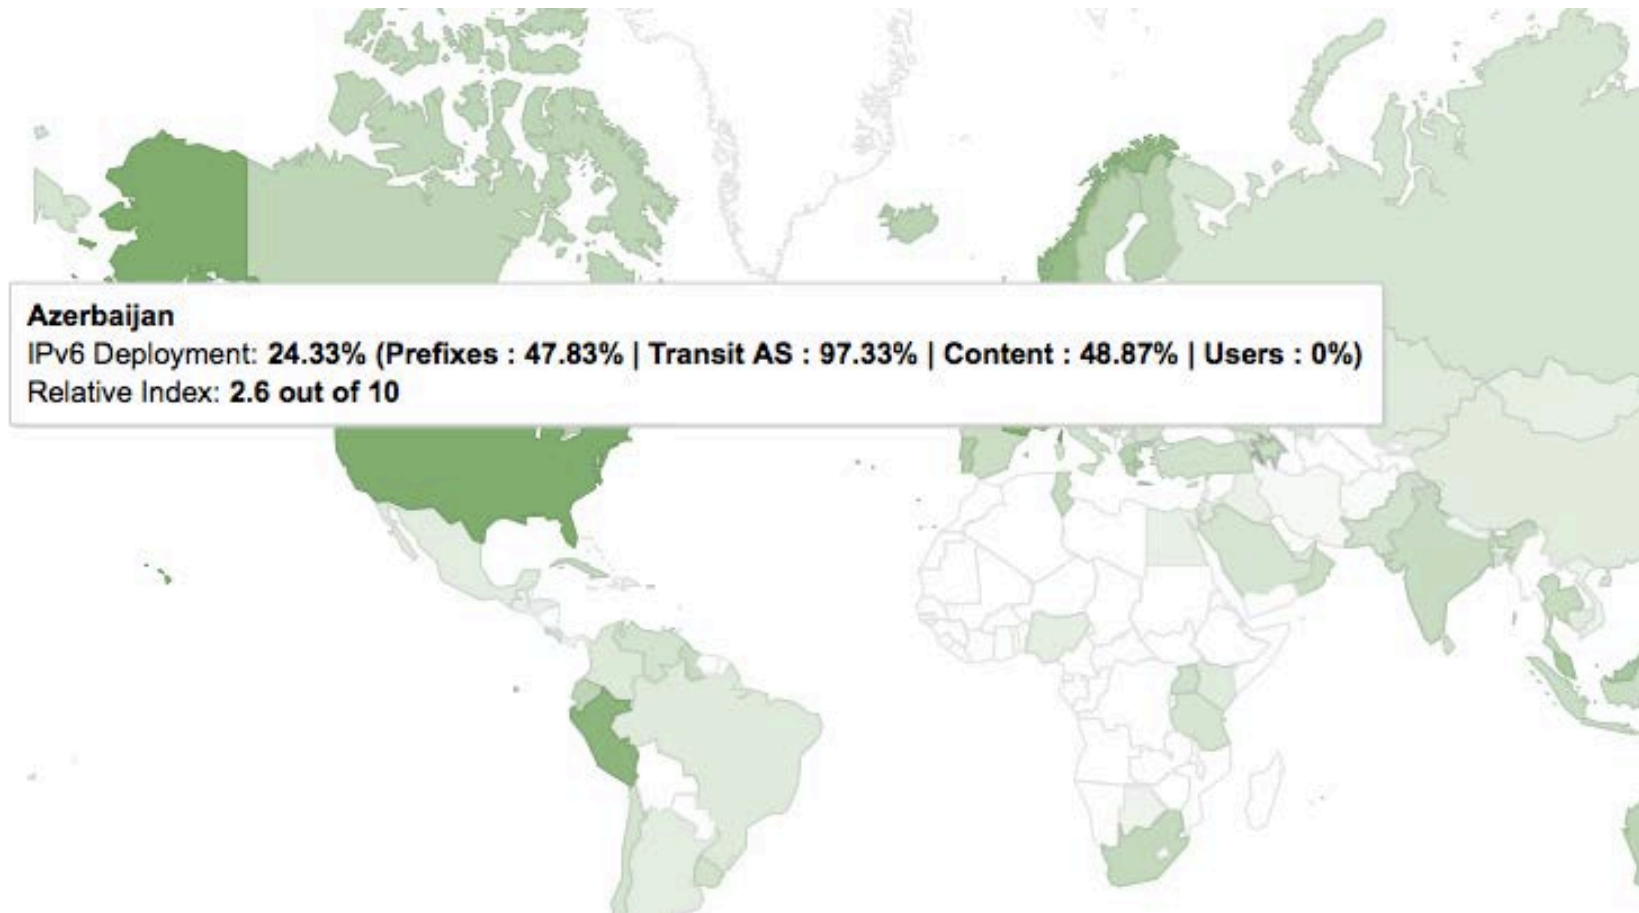 Azerbaijan
IPv6 Deployment: 24.33% (Prefixes : 47.83% | Transit AS : 97.33% | Content : 48.87% | Users : 0%)
Relative Index: 2.6 out of 10